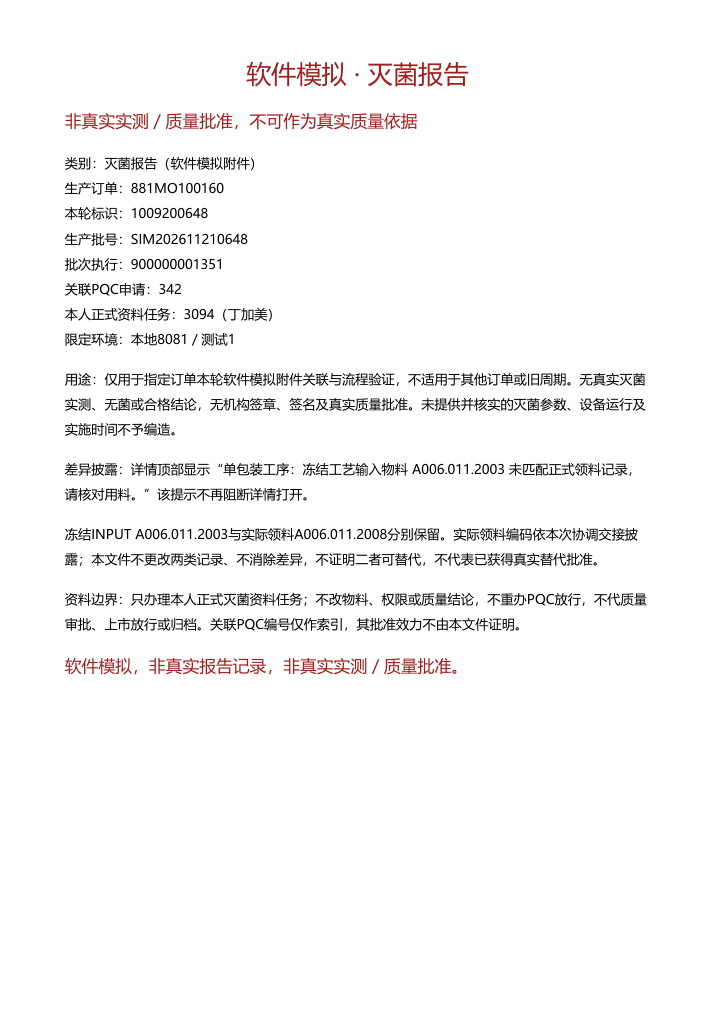 软件模拟 · 灭菌报告
非真实实测 / 质量批准，不可作为真实质量依据
类别：灭菌报告（软件模拟附件）
生产订单：881MO100160
本轮标识：1009200648
生产批号：SIM202611210648
批次执行：900000001351
关联PQC申请：342
本人正式资料任务：3094（丁加美）
限定环境：本地8081 / 测试1
用途：仅用于指定订单本轮软件模拟附件关联与流程验证，不适用于其他订单或旧周期。无真实灭菌
实测、无菌或合格结论，无机构签章、签名及真实质量批准。未提供并核实的灭菌参数、设备运行及
实施时间不予编造。
差异披露：详情顶部显示“单包装工序：冻结工艺输入物料 A006.011.2003 未匹配正式领料记录，
请核对用料。”该提示不再阻断详情打开。
冻结INPUT A006.011.2003与实际领料A006.011.2008分别保留。实际领料编码依本次协调交接披
露；本文件不更改两类记录、不消除差异，不证明二者可替代，不代表已获得真实替代批准。
资料边界：只办理本人正式灭菌资料任务；不改物料、权限或质量结论，不重办PQC放行，不代质量
审批、上市放行或归档。关联PQC编号仅作索引，其批准效力不由本文件证明。
软件模拟，非真实报告记录，非真实实测 / 质量批准。